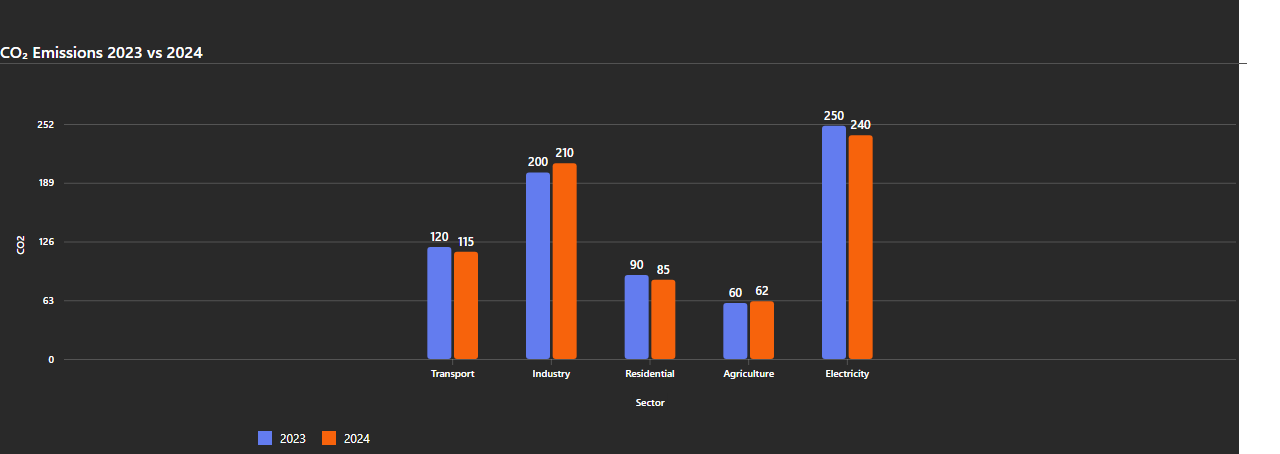 CO₂ Emissions 2023 vs 2024
252
189
126
63
0
CO2
120 115
200 210
90 85
60 62
250 240
Transport Industry Residential Agriculture Electricity
Sector
2023 2024